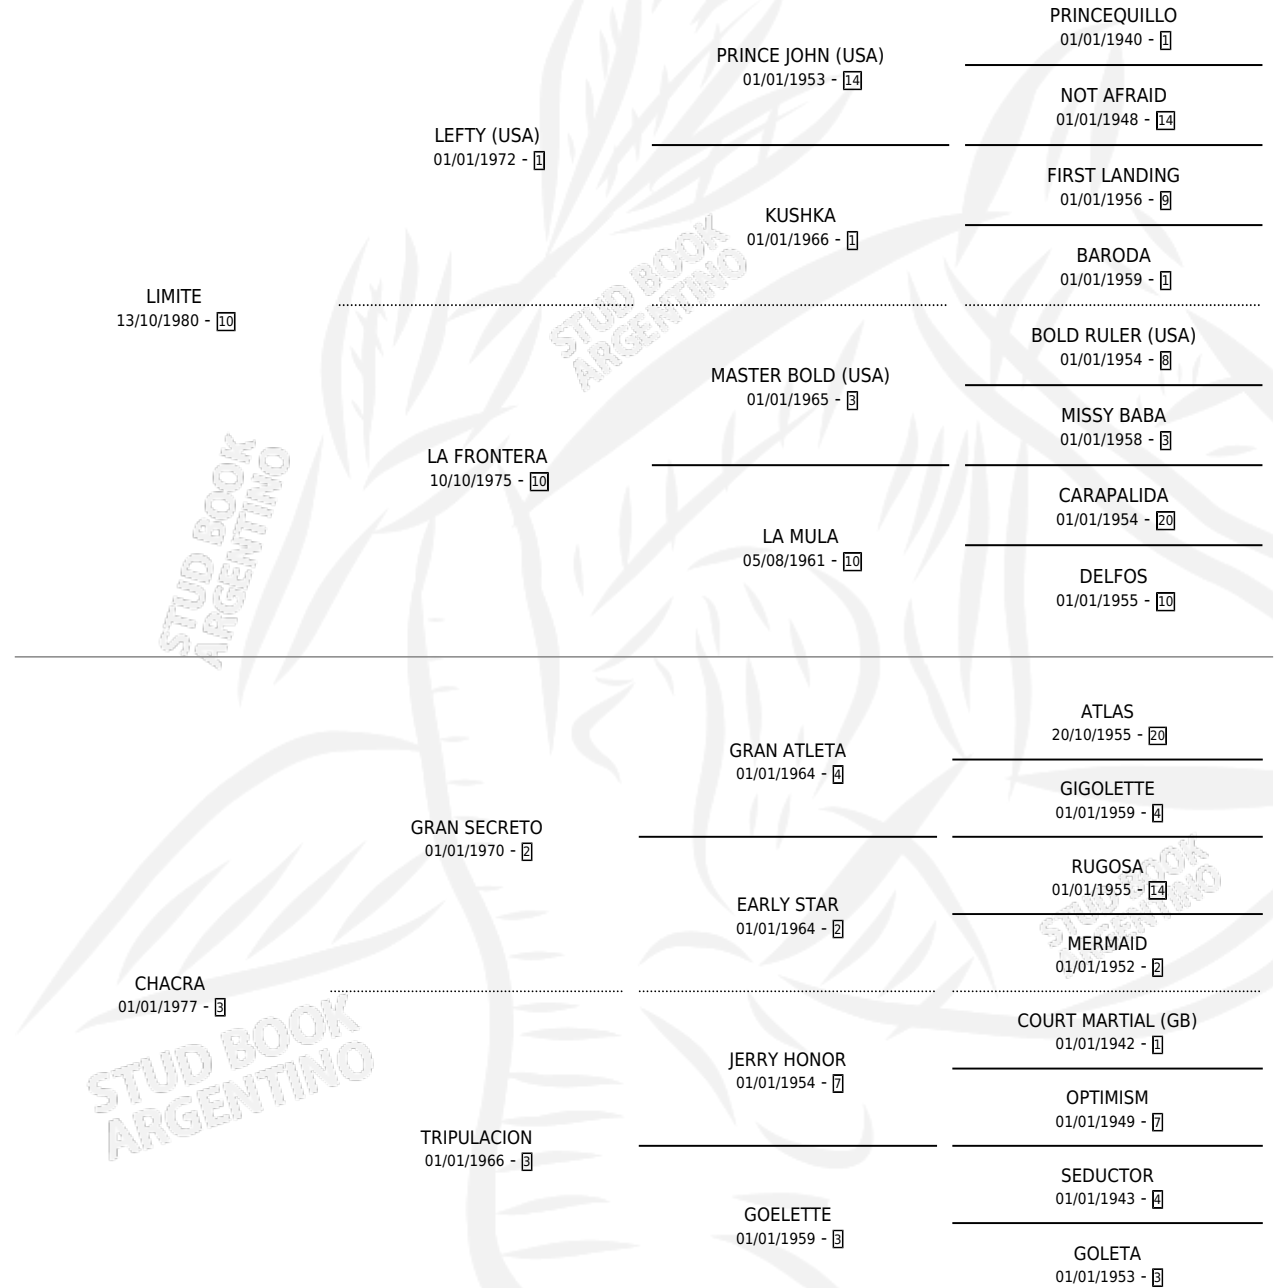 PRINCEQUILLO
01/01/1940 - 1
PRINCE JOHN (USA)
01/01/1953 - 14
NOT AFRAID
01/01/1948 - 14
LEFTY (USA)
01/01/1972 - 1
FIRST LANDING
01/01/1956 - 9
KUSHKA
01/01/1966 - 1
BARODA
01/01/1959 - 1
LIMITE
13/10/1980 - 10
STUD BOOK
ARGENTINO
BOLD RULER (USA)
01/01/1954 - 8
MASTER BOLD (USA)
01/01/1965 - 3
MISSY BABA
01/01/1958 - 3
LA FRONTERA
10/10/1975 - 10
CARAPALIDA
01/01/1954 - 20
LA MULA
05/08/1961 - 10
DELFOS
01/01/1955 - 10
STUD BOOK
ARGENTINO
ATLAS
20/10/1955 - 20
GRAN ATLETA
01/01/1964 - 4
GIGOLETTE
01/01/1959 - 4
GRAN SECRETO
01/01/1970 - 2
RUGOSA
01/01/1955 - 14
EARLY STAR
01/01/1964 - 2
MERMAID
01/01/1952 - 2
STUD BOOK
ARGENTINO
CHACRA
01/01/1977 - 3
COURT MARTIAL (GB)
01/01/1942 - 1
JERRY HONOR
01/01/1954 - 7
OPTIMISM
01/01/1949 - 7
STUD BOOK
ARGENTINO
TRIPULACION
01/01/1966 - 3
SEDUCTOR
01/01/1943 - 4
GOELETTE
01/01/1959 - 3
GOLETA
01/01/1953 - 3